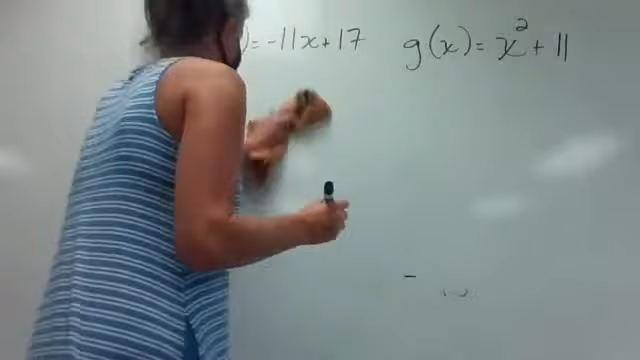 ) = -11x + 17 g(x) = x² + 11